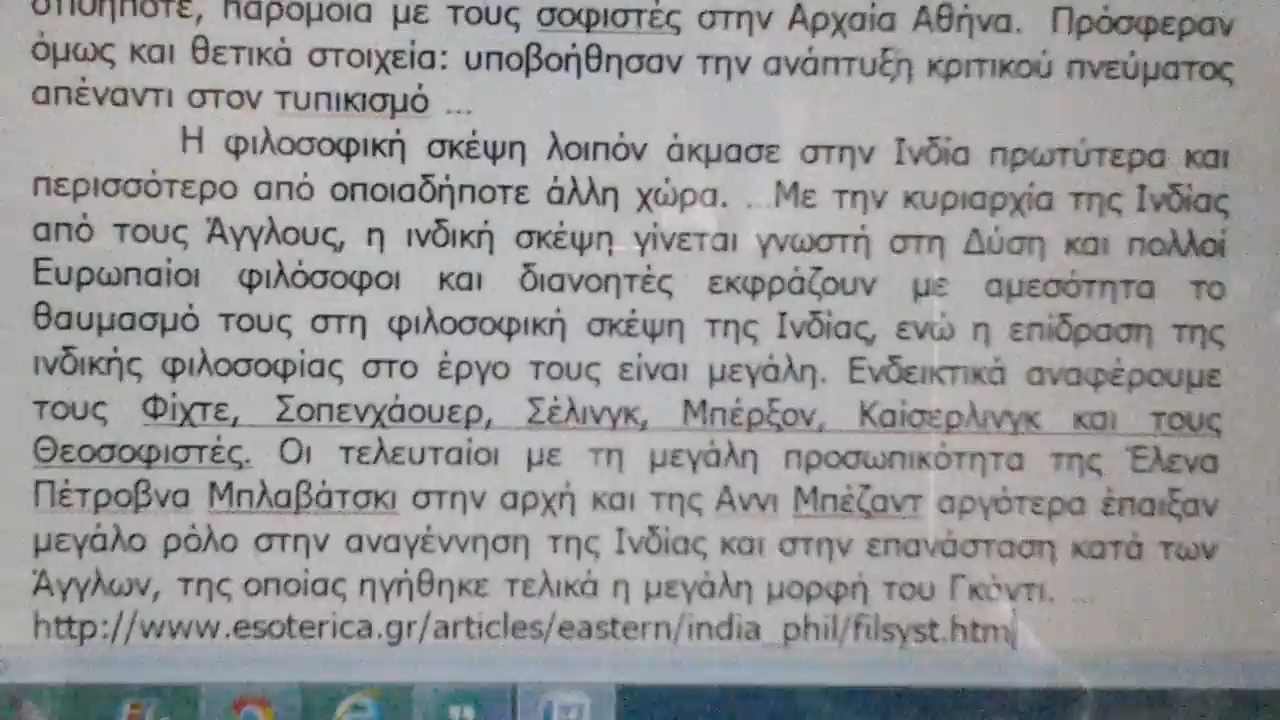 οποιηποτε, παρόμοια με τους σοφιστές στην Αρχαία Αθήνα. Πρόσφεραν
όμως και θετικά στοιχεία: υποβοήθησαν την ανάπτυξη κριτικού πνεύματος
απέναντι στον τυπικισμό ...
Η φιλοσοφική σκέψη λοιπόν άκμασε στην Ινδία πρωτύτερα και
περισσότερο από οποιαδήποτε άλλη χώρα. ...Με την κυριαρχία της Ινδίας
από τους Άγγλους, η ινδική σκέψη γίνεται γνωστή στη Δύση και πολλοί
Ευρωπαίοι φιλόσοφοι και διανοητές εκφράζουν με αμεσότητα το
θαυμασμό τους στη φιλοσοφική σκέψη της Ινδίας, ενώ η επίδραση της
ινδικής φιλοσοφίας στο έργο τους είναι μεγάλη. Ενδεικτικά αναφέρουμε
τους Φίχτε, Σοπενχάουερ, Σέλινγκ, Μπέρξον, Καίσερλινγκ και τους
Θεοσοφιστές. Οι τελευταίοι με τη μεγάλη προσωπικότητα της Έλενα
Πέτροβνα Μπλαβάτσκι στην αρχή και της Αννι Μπέζαντ αργότερα έπαιξαν
μεγάλο ρόλο στην αναγέννηση της Ινδίας και στην επανάσταση κατά των
Άγγλων, της οποίας ηγήθηκε τελικά η μεγάλη μορφή του Γκάντι. ...
http://www.esoterica.gr/articles/eastern/india_phil/filsyst.htm